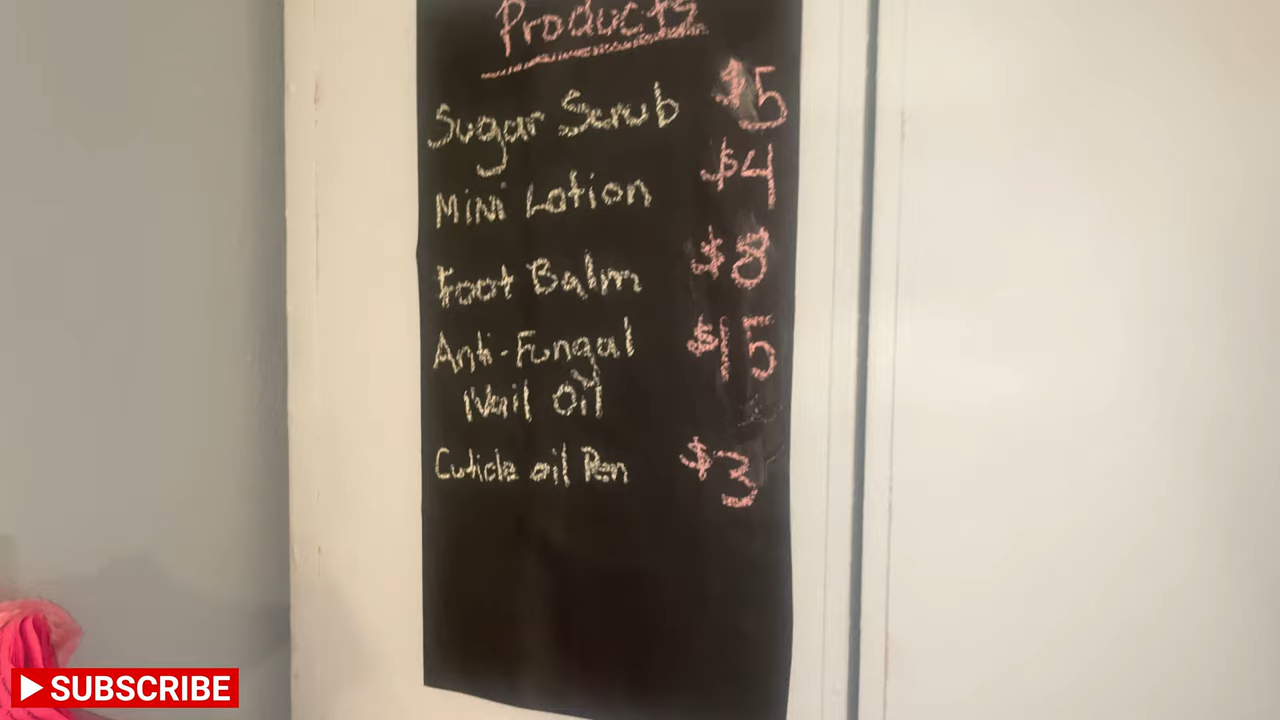 Products
Sugar Scrub $5
Mini Lotion $4
Foot Balm $8
Anti-Fungal $15
Nail Oil
Cuticle oil Pen $3
SUBSCRIBE